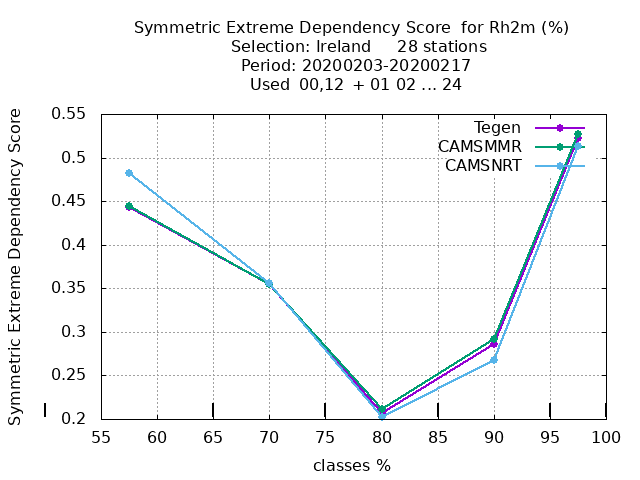 Symmetric Extreme Dependency Score  for Rh2m (%)
Selection: Ireland     28 stations
Period: 20200203-20200217
Used  00,12  + 01 02 ... 24
Symmetric Extreme Dependency Score
0.55
0.5
0.45
0.4
0.35
0.3
0.25
0.2
Tegen
CAMSMMR
CAMSNRT
55 60 65 70 75 80 85 90 95 100
classes %